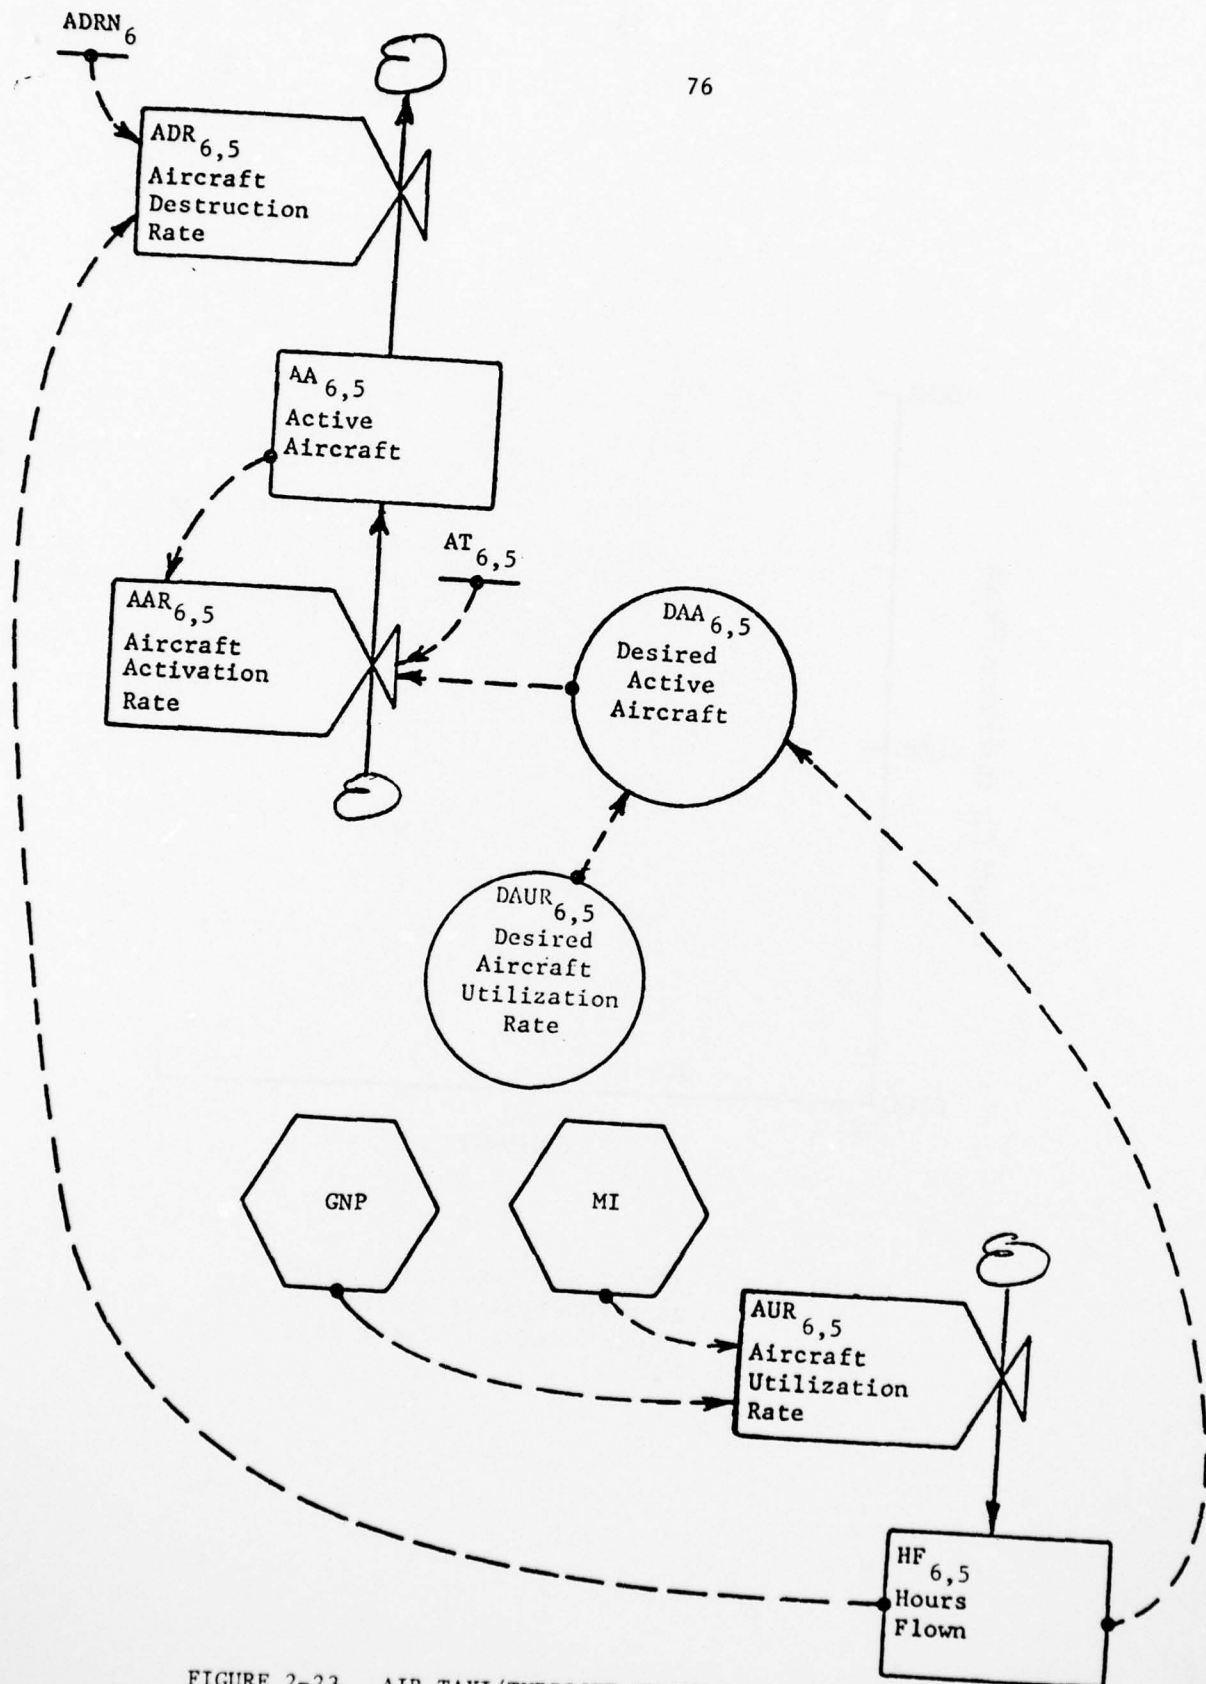 ADRN6
76
ADR6,5
Aircraft
Destruction
Rate
AA6,5
Active
Aircraft
AT6,5
AAR6,5
Aircraft
Activation
Rate
DAA6,5
Desired
Active
Aircraft
DAUR6,5
Desired
Aircraft
Utilization
Rate
GNP
MI
AUR6,5
Aircraft
Utilization
Rate
HF6,5
Hours
Flown
FIGURE 2-23 AIR TAXI/